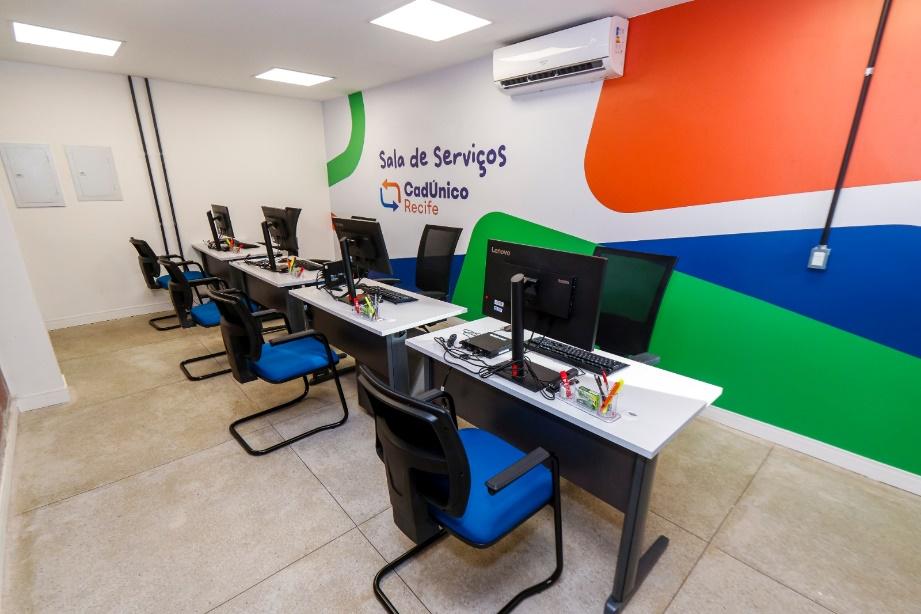 Sala de Serviços
CadÚnico
Recife
Lenovo